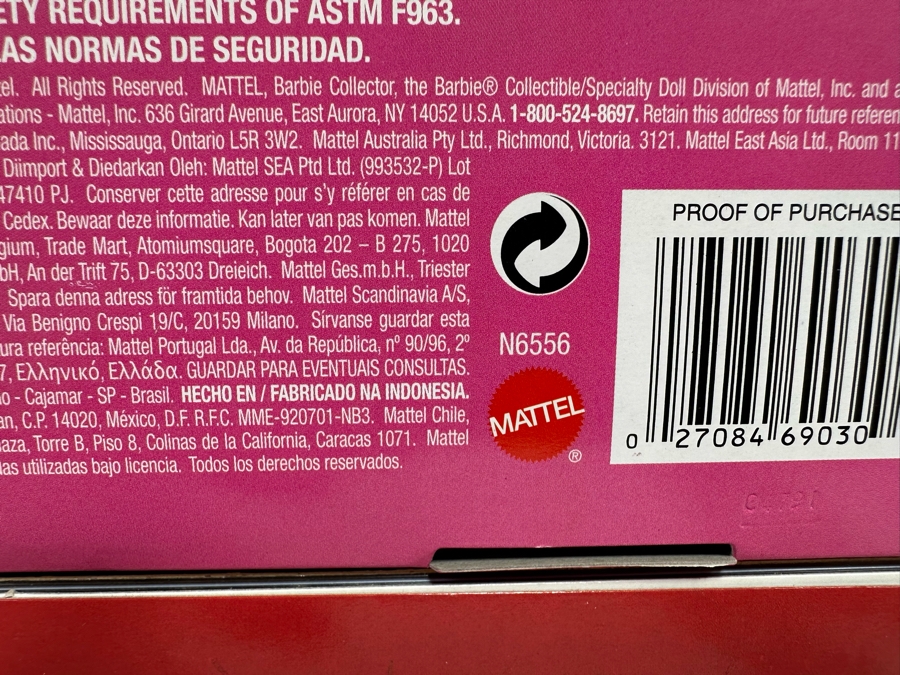 ETY REQUIREMENTS OF ASTM F963.
LAS NORMAS DE SEGURIDAD.
tel. All Rights Reserved. MATTEL, Barbie Collector, the Barbie® Collectible/Specialty Doll Division of Mattel, Inc. and a
ations - Mattel, Inc. 636 Girard Avenue, East Aurora, NY 14052 U.S.A. 1-800-524-8697. Retain this address for future referen
ada Inc., Mississauga, Ontario L5R 3W2. Mattel Australia Pty Ltd., Richmond, Victoria. 3121. Mattel East Asia Ltd., Room 11
Diimport & Diedarkan Oleh: Mattel SEA Ptd Ltd. (993532-P) Lot
47410 PJ. Conserver cette adresse pour s'y référer en cas de
Cedex. Bewaar deze informatie. Kan later van pas komen. Mattel
gium, Trade Mart, Atomiumsquare, Bogota 202 – B 275, 1020
bH, An der Trift 75, D-63303 Dreieich. Mattel Ges.m.b.H., Triester
Spara denna adress för framtida behov. Mattel Scandinavia A/S,
Via Benigno Crespi 19/C, 20159 Milano. Sírvanse guardar esta
ura referência: Mattel Portugal Lda., Av. da República, nº 90/96, 2º
7, Ελληνικό, Ελλάδα. GUARDAR PARA EVENTUAIS CONSULTAS.
o - Cajamar - SP - Brasil. HECHO EN / FABRICADO NA INDONESIA.
an, C.P. 14020, México, D.F. R.F.C. MME-920701-NB3. Mattel Chile,
aza, Torre B, Piso 8, Colinas de la California, Caracas 1071. Mattel
las utilizadas bajo licencia. Todos los derechos reservados.
N6556
MATTEL
®
PROOF OF PURCHASE
0 27084 69030